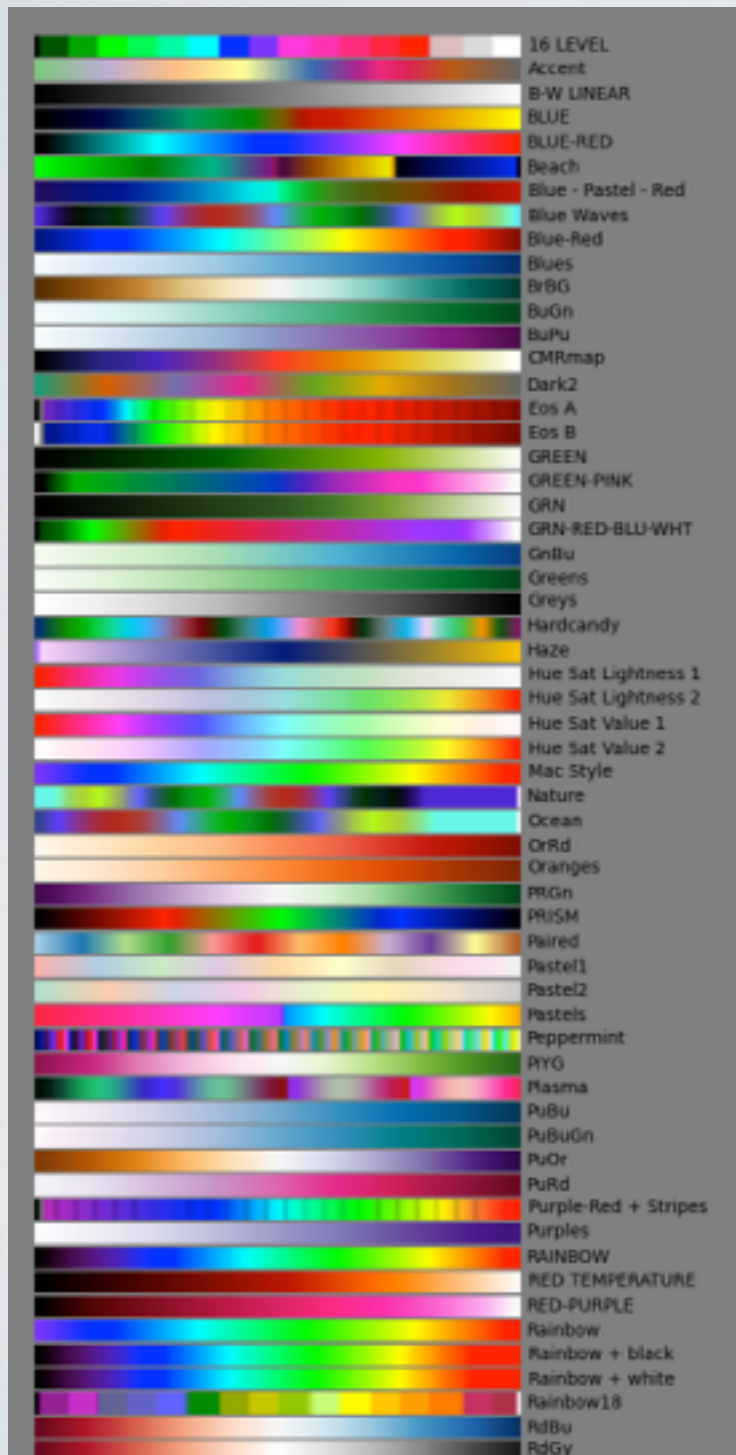 16 LEVEL
Accent
B-W LINEAR
BLUE
BLUE-RED
Beach
Blue - Pastel - Red
Blue Waves
Blue-Red
Blues
BrBG
BuGn
BuPu
CMRmap
Dark2
Eos A
Eos B
GREEN
GREEN-PINK
GRN
GRN-RED-BLU-WHT
GnBu
Greens
Greys
Hardcandy
Haze
Hue Sat Lightness 1
Hue Sat Lightness 2
Hue Sat Value 1
Hue Sat Value 2
Mac Style
Nature
Ocean
OrRd
Oranges
PRGn
PRISM
Paired
Pastel1
Pastel2
Pastels
Peppermint
PiYG
Plasma
PuBu
PuBuGn
PuOr
PuRd
Purple-Red + Stripes
Purples
RAINBOW
RED TEMPERATURE
RED-PURPLE
Rainbow
Rainbow + black
Rainbow + white
Rainbow18
RdBu
RdGy